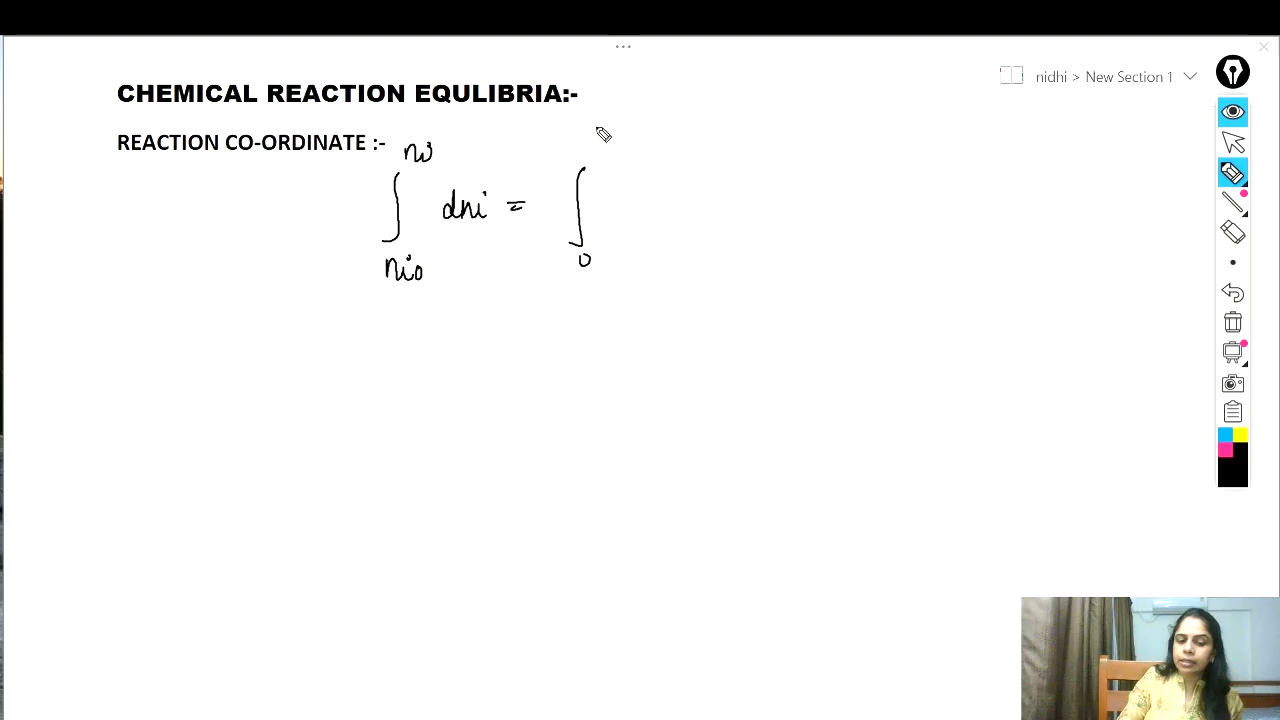 nidhi > New Section 1
CHEMICAL REACTION EQULIBRIA:-
REACTION CO-ORDINATE :-
ni
∫ dni = ∫
nio 0